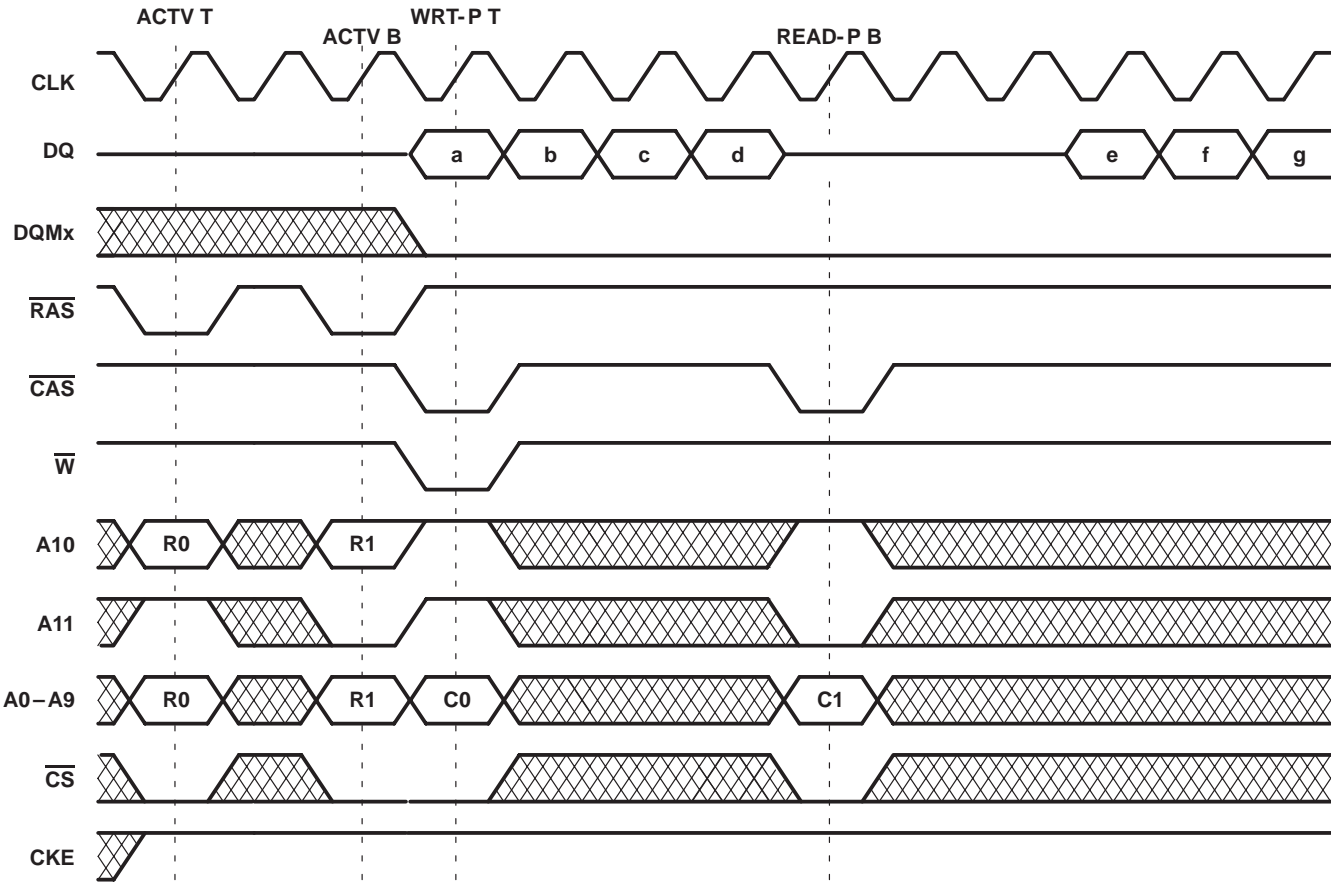 ACTV T
WRT-P T
ACTV B
READ-P B
CLK
DQ
a b c d e f g
DQMx
RAS
CAS
W
A10
R0 R1
A11
A0–A9
R0 R1 C0 C1
CS
CKE